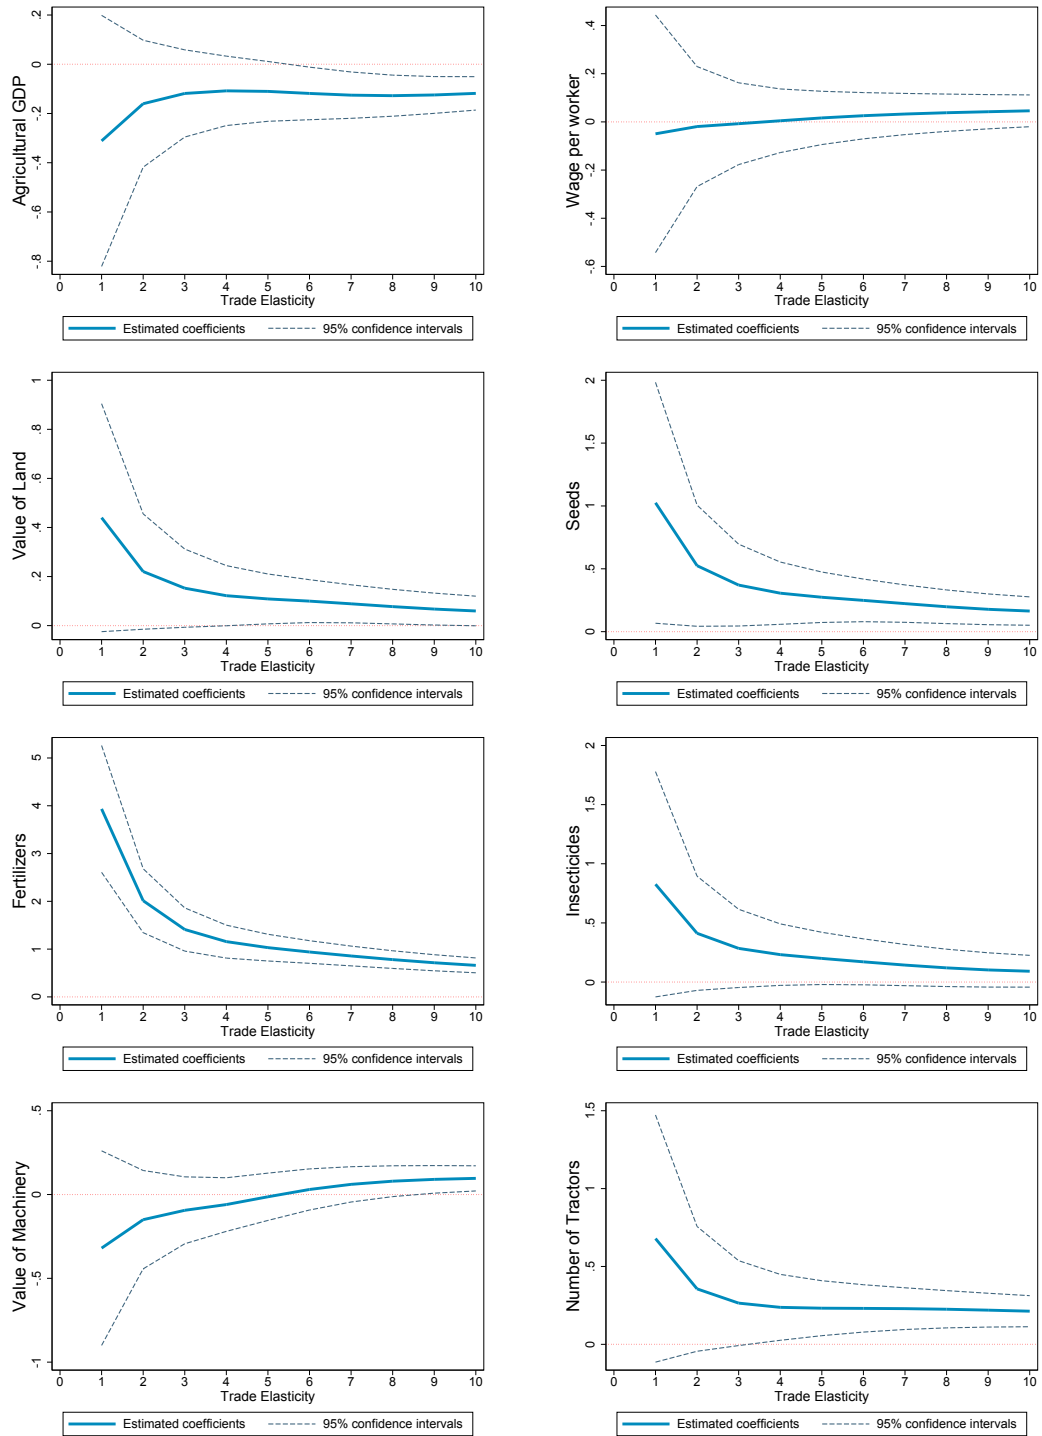 Agricultural GDP
.2
0
-.2
-.4
-.6
-.8
0 1 2 3 4 5 6 7 8 9 10
Trade Elasticity
Estimated coefficients 95% confidence intervals
Wage per worker
.4
.2
0
-.2
-.4
-.6
0 1 2 3 4 5 6 7 8 9 10
Trade Elasticity
Estimated coefficients 95% confidence intervals
Value of Land
1
.8
.6
.4
.2
0
0 1 2 3 4 5 6 7 8 9 10
Trade Elasticity
Estimated coefficients 95% confidence intervals
Seeds
2
1.5
1
.5
0
0 1 2 3 4 5 6 7 8 9 10
Trade Elasticity
Estimated coefficients 95% confidence intervals
Fertilizers
5
4
3
2
1
0
0 1 2 3 4 5 6 7 8 9 10
Trade Elasticity
Estimated coefficients 95% confidence intervals
Insecticides
2
1.5
1
.5
0
0 1 2 3 4 5 6 7 8 9 10
Trade Elasticity
Estimated coefficients 95% confidence intervals
Value of Machinery
.5
0
-.5
-1
0 1 2 3 4 5 6 7 8 9 10
Trade Elasticity
Estimated coefficients 95% confidence intervals
Number of Tractors
1.5
1
.5
0
0 1 2 3 4 5 6 7 8 9 10
Trade Elasticity
Estimated coefficients 95% confidence intervals